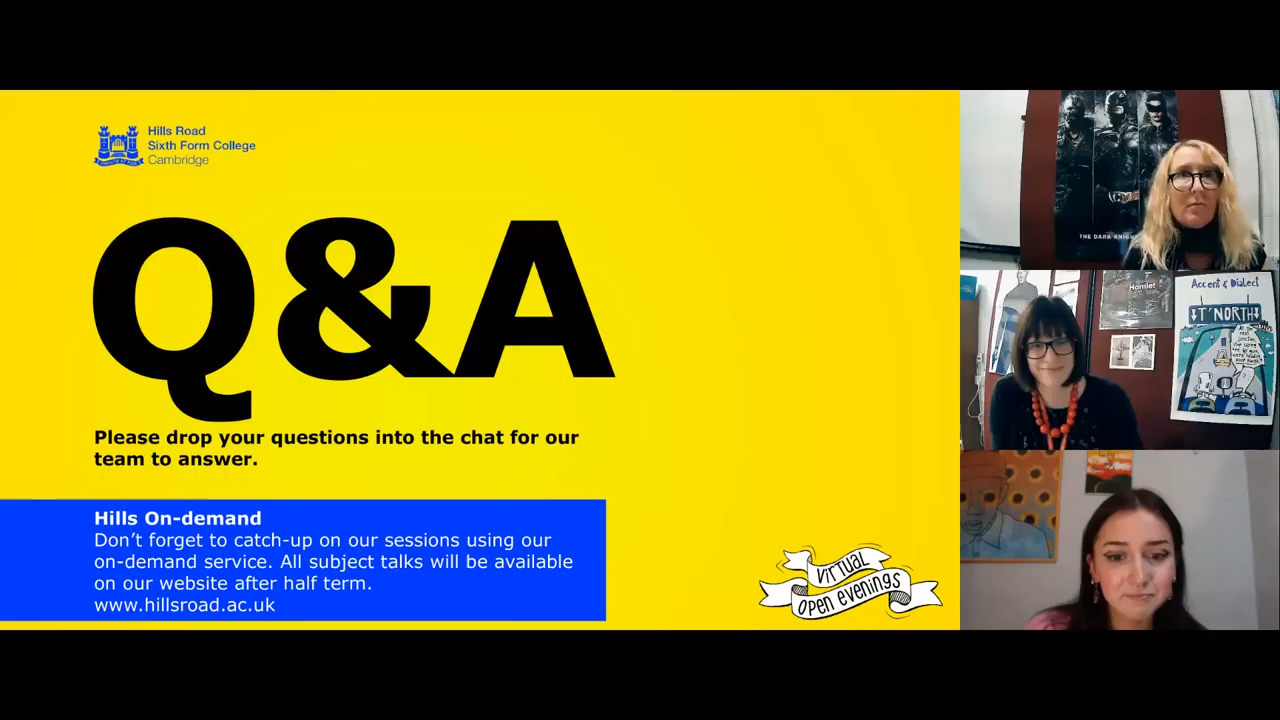 Hills Road
Sixth Form College
Cambridge
Q&A
Please drop your questions into the chat for our
team to answer.
Hills On-demand
Don’t forget to catch-up on our sessions using our
on-demand service. All subject talks will be available
on our website after half term.
www.hillsroad.ac.uk
virtual
open evenings
THE DARK KNIGH
Hamlet
Accent & Dialect
T'NORTH